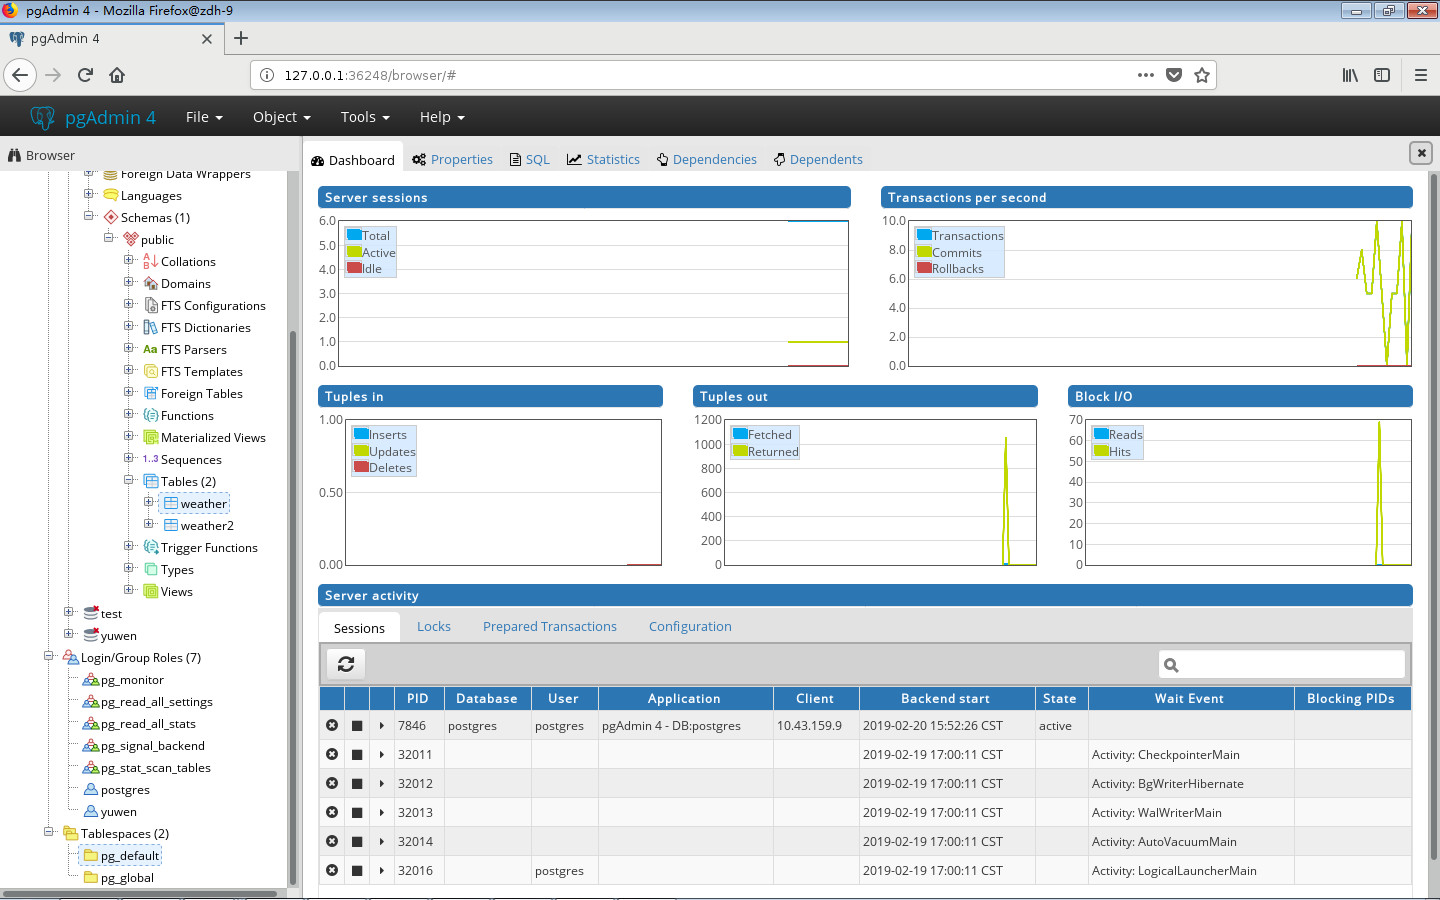 pgAdmin 4 - Mozilla Firefox@zdh-9
pgAdmin 4
127.0.0.1:36248/browser/#
pgAdmin 4 File Object Tools Help
Browser
Foreign Data Wrappers
Languages
Schemas (1)
public
Collations
Domains
FTS Configurations
FTS Dictionaries
FTS Parsers
FTS Templates
Foreign Tables
Functions
Materialized Views
1..3 Sequences
Tables (2)
weather
weather2
Trigger Functions
Types
Views
test
yuwen
Login/Group Roles (7)
pg_monitor
pg_read_all_settings
pg_read_all_stats
pg_signal_backend
pg_stat_scan_tables
postgres
yuwen
Tablespaces (2)
pg_default
pg_global
Dashboard Properties SQL Statistics Dependencies Dependents
Server sessions
6.0
5.0
4.0
3.0
2.0
1.0
0.0
Total
Active
Idle
Transactions per second
10.0
8.0
6.0
4.0
2.0
0.0
Transactions
Commits
Rollbacks
Tuples in
1.00
0.50
0.00
Inserts
Updates
Deletes
Tuples out
1200
1000
800
600
400
200
0
Fetched
Returned
Block I/O
70
60
50
40
30
20
10
0
Reads
Hits
Server activity
Sessions Locks Prepared Transactions Configuration
PID Database User Application Client Backend start State Wait Event Blocking PIDs
7846 postgres postgres pgAdmin 4 - DB:postgres 10.43.159.9 2019-02-20 15:52:26 CST active
32011 2019-02-19 17:00:11 CST Activity: CheckpointerMain
32012 2019-02-19 17:00:11 CST Activity: BgWriterHibernate
32013 2019-02-19 17:00:11 CST Activity: WalWriterMain
32014 2019-02-19 17:00:11 CST Activity: AutoVacuumMain
32016 postgres 2019-02-19 17:00:11 CST Activity: LogicalLauncherMain